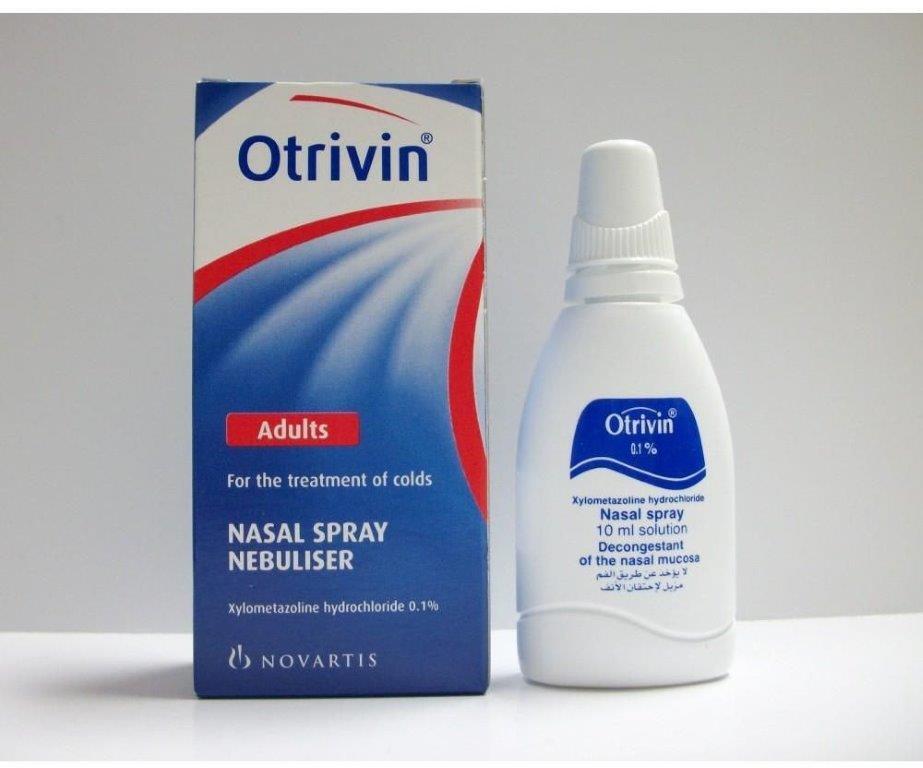 Otrivin®
Adults
For the treatment of colds
NASAL SPRAY
NEBULISER
Xylometazoline hydrochloride 0.1%
NOVARTIS
Otrivin®
0.1 %
Xylometazoline hydrochloride
Nasal spray
10 ml solution
Decongestant
of the nasal mucosa
لا يؤخذ عن طريق الفم
مزيل لإحتقان الأنف